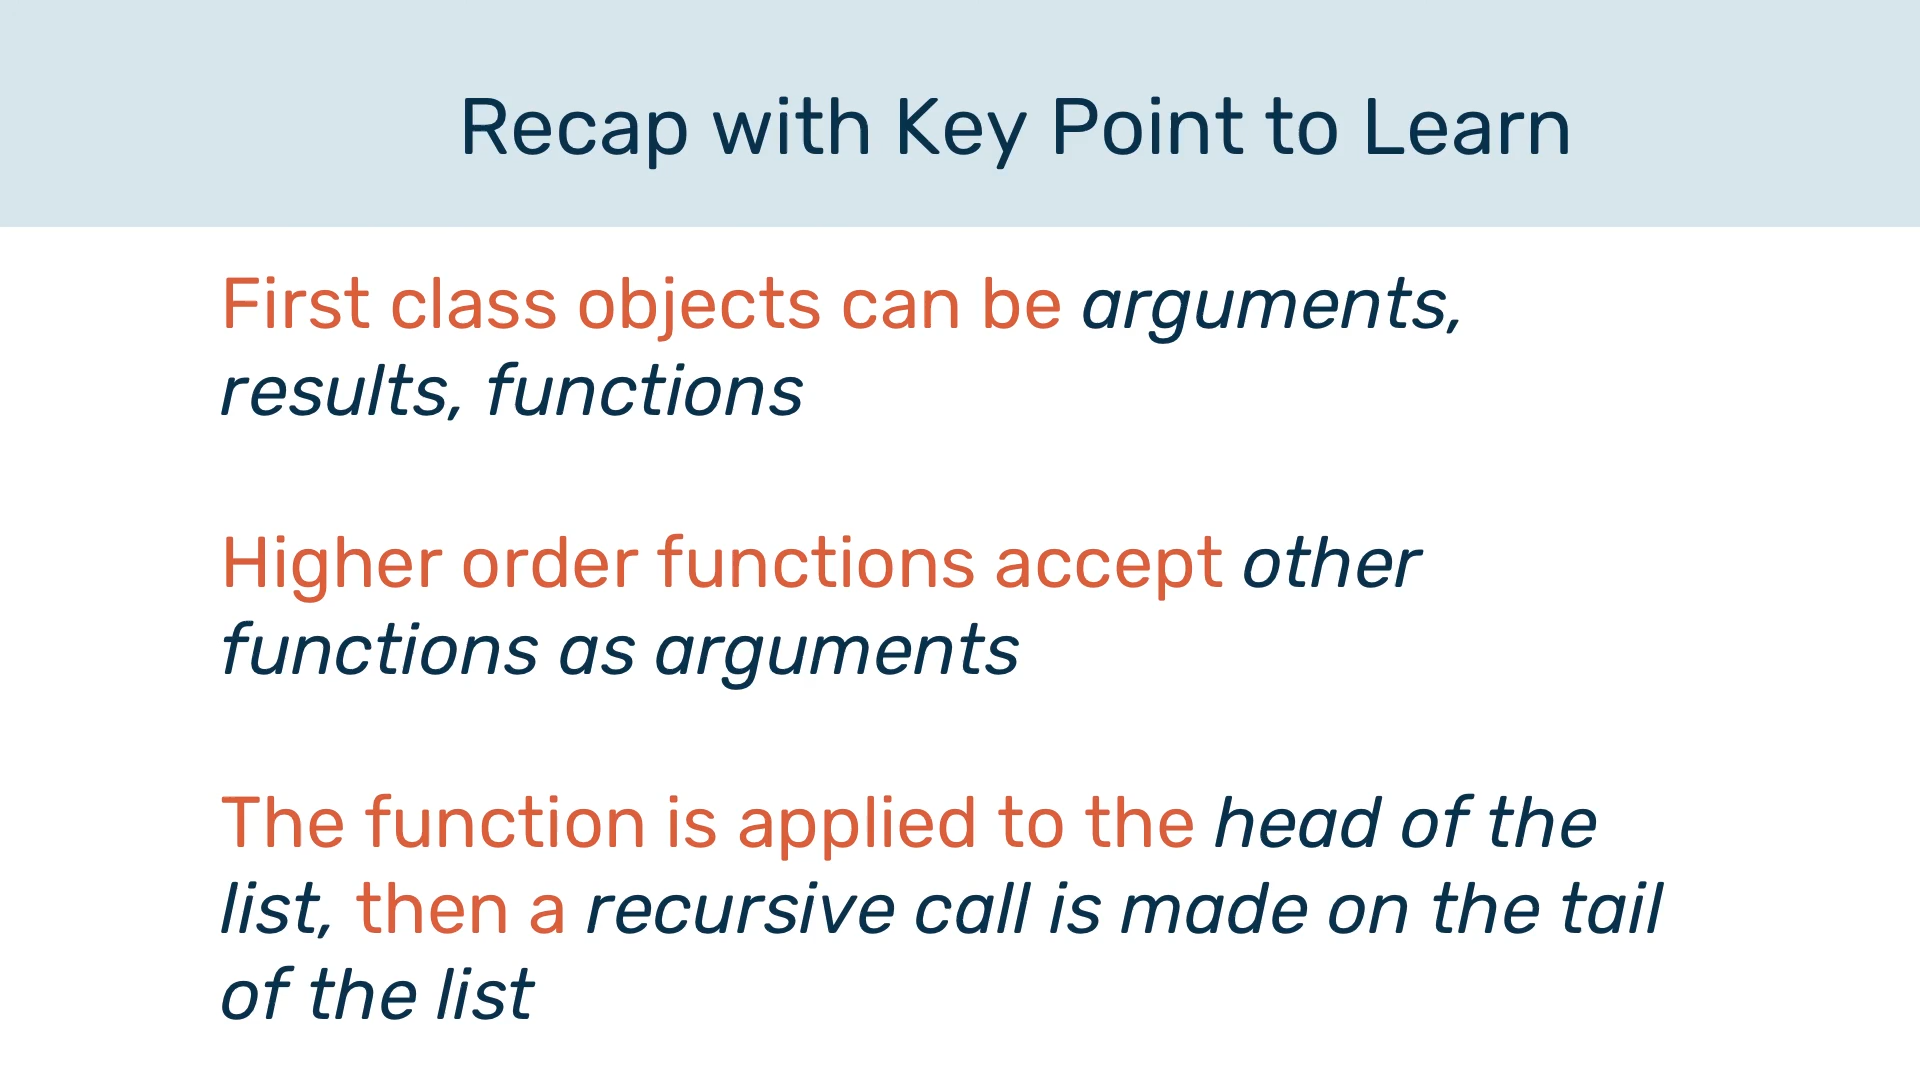 Recap with Key Point to Learn
First class objects can be arguments,
results, functions
Higher order functions accept other
functions as arguments
The function is applied to the head of the
list, then a recursive call is made on the tail
of the list